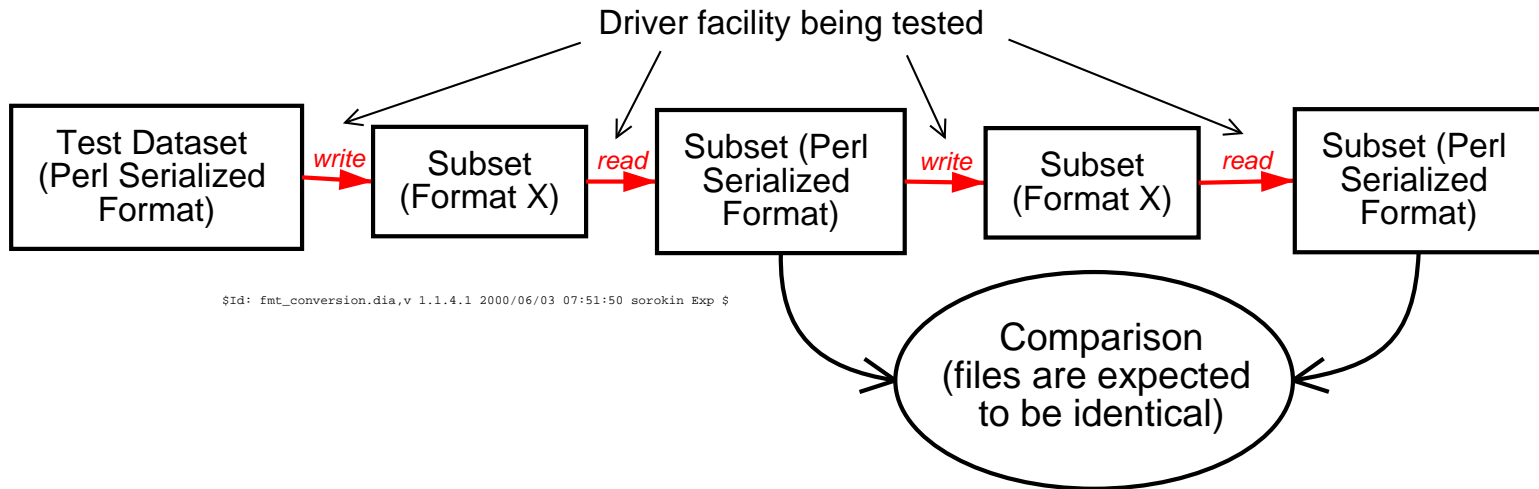 Driver facility being tested
Test Dataset
(Perl Serialized
Format)
write
Subset
(Format X)
read
Subset (Perl
Serialized
Format)
write
Subset
(Format X)
read
Subset (Perl
Serialized
Format)
$Id: fmt_conversion.dia,v 1.1.4.1 2000/06/03 07:51:50 sorokin Exp $
Comparison
(files are expected
to be identical)